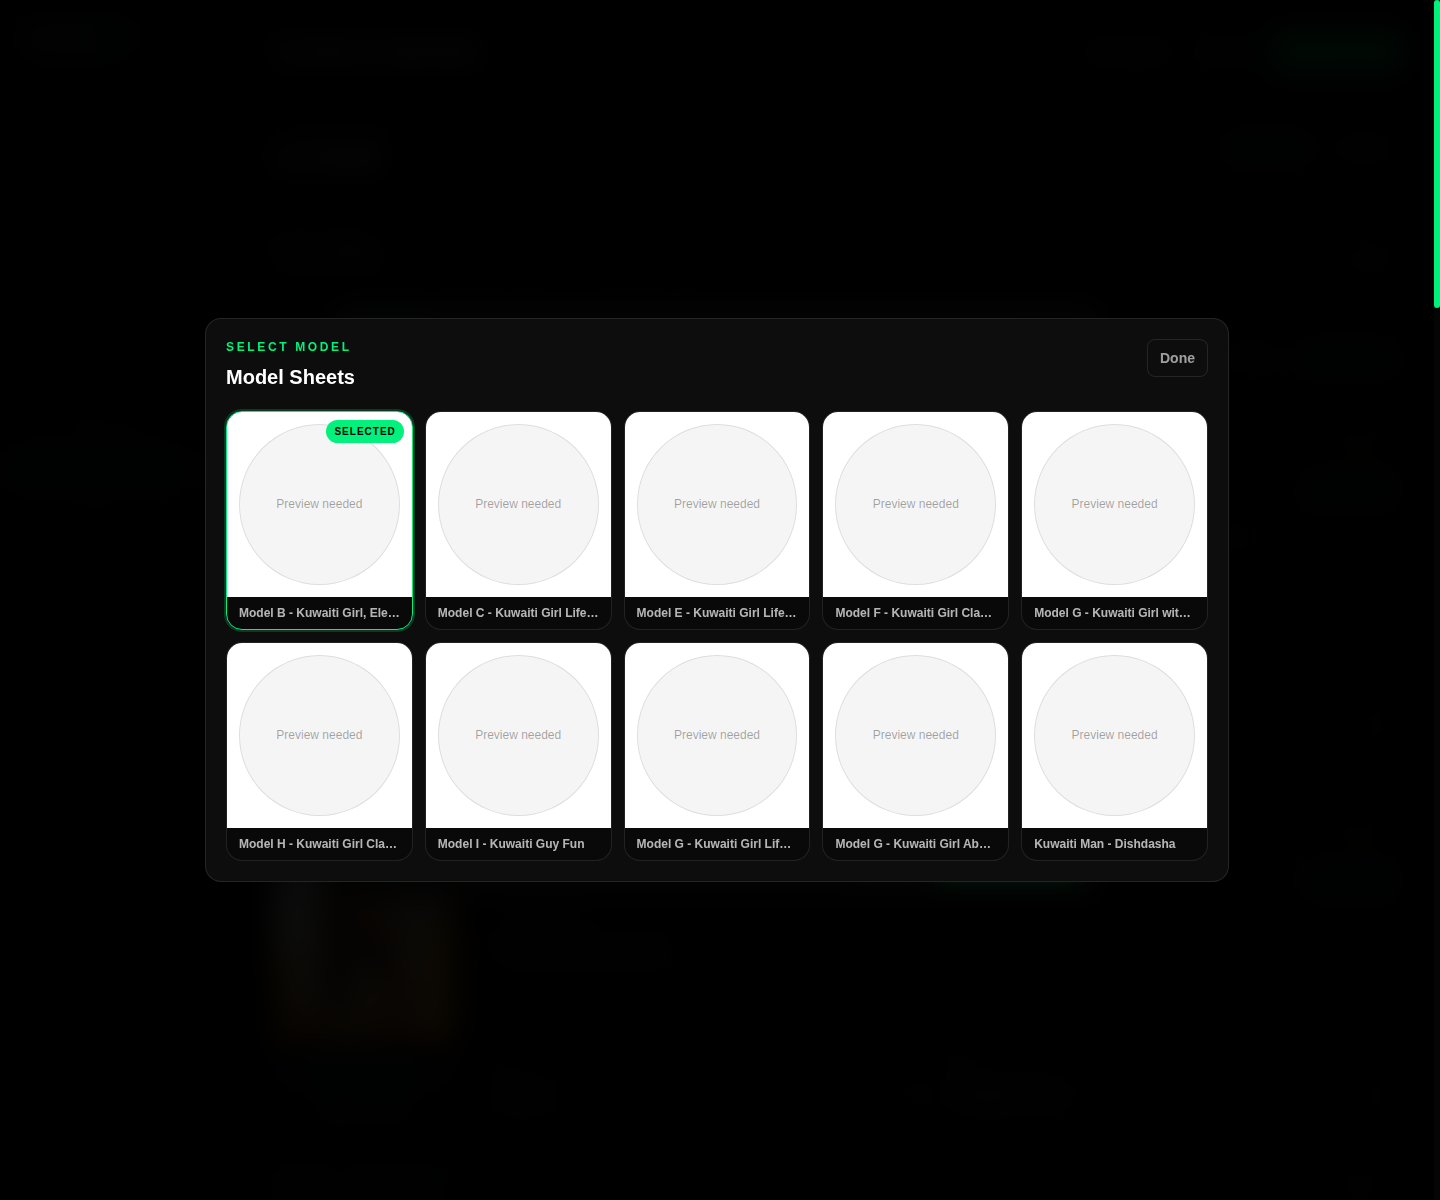 SELECT MODEL
Done
Model Sheets
SELECTED
Preview needed
Preview needed
Preview needed
Preview needed
Preview needed
Model B - Kuwaiti Girl, Ele...
Model C - Kuwaiti Girl Life...
Model E - Kuwaiti Girl Life...
Model F - Kuwaiti Girl Cla...
Model G - Kuwaiti Girl wit...
Preview needed
Preview needed
Preview needed
Preview needed
Preview needed
Model H - Kuwaiti Girl Cla...
Model I - Kuwaiti Guy Fun
Model G - Kuwaiti Girl Lif...
Model G - Kuwaiti Girl Ab...
Kuwaiti Man - Dishdasha